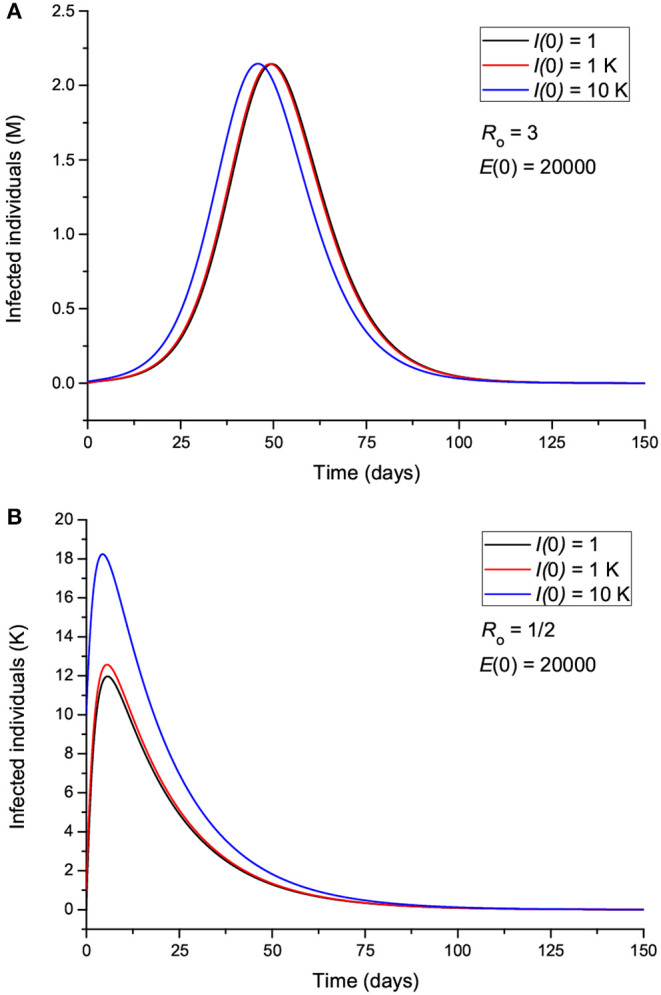 A
2.5
2.0
1.5
1.0
0.5
0.0
Infected individuals (M)
I(0) = 1
I(0) = 1 K
I(0) = 10 K
Ro = 3
E(0) = 20000
0 25 50 75 100 125 150
Time (days)
B
20
18
16
14
12
10
8
6
4
2
0
Infected individuals (K)
I(0) = 1
I(0) = 1 K
I(0) = 10 K
Ro = 1/2
E(0) = 20000
0 25 50 75 100 125 150
Time (days)